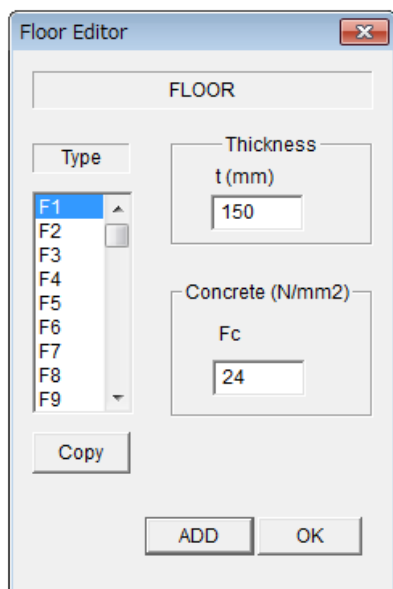 Floor Editor
FLOOR
Type
F1
F2
F3
F4
F5
F6
F7
F8
F9
Copy
Thickness
t (mm)
150
Concrete (N/mm2)
Fc
24
ADD
OK